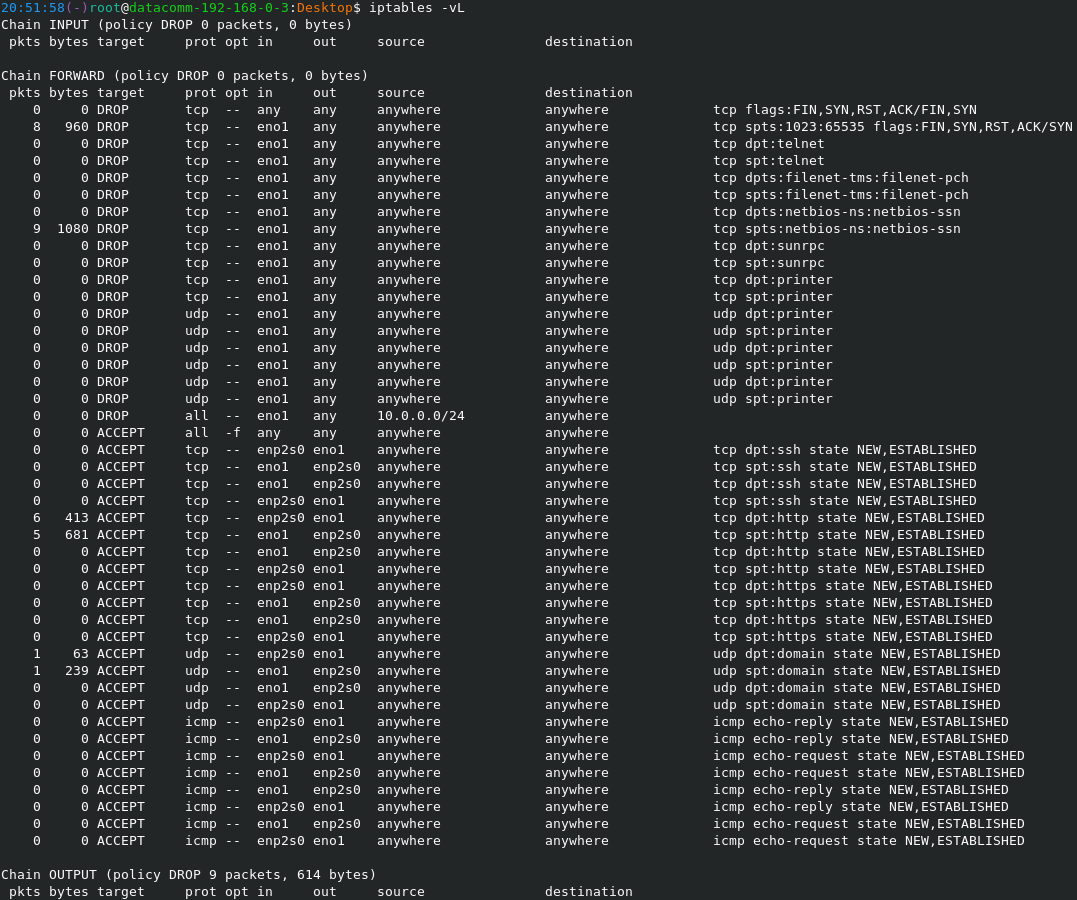 20:51:58(-)root@datacomm-192-168-0-3:Desktop$ iptables -vL
Chain INPUT (policy DROP 0 packets, 0 bytes)
 pkts bytes target     prot opt in     out     source               destination

Chain FORWARD (policy DROP 0 packets, 0 bytes)
 pkts bytes target     prot opt in     out     source               destination
    0     0 DROP       tcp  --  any    any     anywhere             anywhere             tcp flags:FIN,SYN,RST,ACK/FIN,SYN
    8   960 DROP       tcp  --  eno1   any     anywhere             anywhere             tcp spts:1023:65535 flags:FIN,SYN,RST,ACK/SYN
    0     0 DROP       tcp  --  eno1   any     anywhere             anywhere             tcp dpt:telnet
    0     0 DROP       tcp  --  eno1   any     anywhere             anywhere             tcp spt:telnet
    0     0 DROP       tcp  --  eno1   any     anywhere             anywhere             tcp dpts:filenet-tms:filenet-pch
    0     0 DROP       tcp  --  eno1   any     anywhere             anywhere             tcp spts:filenet-tms:filenet-pch
    0     0 DROP       tcp  --  eno1   any     anywhere             anywhere             tcp dpts:netbios-ns:netbios-ssn
    9  1080 DROP       tcp  --  eno1   any     anywhere             anywhere             tcp spts:netbios-ns:netbios-ssn
    0     0 DROP       tcp  --  eno1   any     anywhere             anywhere             tcp dpt:sunrpc
    0     0 DROP       tcp  --  eno1   any     anywhere             anywhere             tcp spt:sunrpc
    0     0 DROP       tcp  --  eno1   any     anywhere             anywhere             tcp dpt:printer
    0     0 DROP       tcp  --  eno1   any     anywhere             anywhere             tcp spt:printer
    0     0 DROP       udp  --  eno1   any     anywhere             anywhere             udp dpt:printer
    0     0 DROP       udp  --  eno1   any     anywhere             anywhere             udp spt:printer
    0     0 DROP       udp  --  eno1   any     anywhere             anywhere             udp dpt:printer
    0     0 DROP       udp  --  eno1   any     anywhere             anywhere             udp spt:printer
    0     0 DROP       udp  --  eno1   any     anywhere             anywhere             udp dpt:printer
    0     0 DROP       udp  --  eno1   any     anywhere             anywhere             udp spt:printer
    0     0 DROP       all  --  eno1   any     10.0.0.0/24          anywhere
    0     0 ACCEPT     all  -f  any    any     anywhere             anywhere
    0     0 ACCEPT     tcp  --  enp2s0 eno1    anywhere             anywhere             tcp dpt:ssh state NEW,ESTABLISHED
    0     0 ACCEPT     tcp  --  eno1   enp2s0  anywhere             anywhere             tcp spt:ssh state NEW,ESTABLISHED
    0     0 ACCEPT     tcp  --  eno1   enp2s0  anywhere             anywhere             tcp dpt:ssh state NEW,ESTABLISHED
    0     0 ACCEPT     tcp  --  enp2s0 eno1    anywhere             anywhere             tcp spt:ssh state NEW,ESTABLISHED
    6   413 ACCEPT     tcp  --  enp2s0 eno1    anywhere             anywhere             tcp dpt:http state NEW,ESTABLISHED
    5   681 ACCEPT     tcp  --  eno1   enp2s0  anywhere             anywhere             tcp spt:http state NEW,ESTABLISHED
    0     0 ACCEPT     tcp  --  eno1   enp2s0  anywhere             anywhere             tcp dpt:http state NEW,ESTABLISHED
    0     0 ACCEPT     tcp  --  enp2s0 eno1    anywhere             anywhere             tcp spt:http state NEW,ESTABLISHED
    0     0 ACCEPT     tcp  --  enp2s0 eno1    anywhere             anywhere             tcp dpt:https state NEW,ESTABLISHED
    0     0 ACCEPT     tcp  --  eno1   enp2s0  anywhere             anywhere             tcp spt:https state NEW,ESTABLISHED
    0     0 ACCEPT     tcp  --  eno1   enp2s0  anywhere             anywhere             tcp dpt:https state NEW,ESTABLISHED
    0     0 ACCEPT     tcp  --  enp2s0 eno1    anywhere             anywhere             tcp spt:https state NEW,ESTABLISHED
    1    63 ACCEPT     udp  --  enp2s0 eno1    anywhere             anywhere             udp dpt:domain state NEW,ESTABLISHED
    1   239 ACCEPT     udp  --  eno1   enp2s0  anywhere             anywhere             udp spt:domain state NEW,ESTABLISHED
    0     0 ACCEPT     udp  --  eno1   enp2s0  anywhere             anywhere             udp dpt:domain state NEW,ESTABLISHED
    0     0 ACCEPT     udp  --  enp2s0 eno1    anywhere             anywhere             udp spt:domain state NEW,ESTABLISHED
    0     0 ACCEPT     icmp --  enp2s0 eno1    anywhere             anywhere             icmp echo-reply state NEW,ESTABLISHED
    0     0 ACCEPT     icmp --  eno1   enp2s0  anywhere             anywhere             icmp echo-reply state NEW,ESTABLISHED
    0     0 ACCEPT     icmp --  enp2s0 eno1    anywhere             anywhere             icmp echo-request state NEW,ESTABLISHED
    0     0 ACCEPT     icmp --  eno1   enp2s0  anywhere             anywhere             icmp echo-request state NEW,ESTABLISHED
    0     0 ACCEPT     icmp --  eno1   enp2s0  anywhere             anywhere             icmp echo-reply state NEW,ESTABLISHED
    0     0 ACCEPT     icmp --  enp2s0 eno1    anywhere             anywhere             icmp echo-reply state NEW,ESTABLISHED
    0     0 ACCEPT     icmp --  eno1   enp2s0  anywhere             anywhere             icmp echo-request state NEW,ESTABLISHED
    0     0 ACCEPT     icmp --  enp2s0 eno1    anywhere             anywhere             icmp echo-request state NEW,ESTABLISHED

Chain OUTPUT (policy DROP 9 packets, 614 bytes)
 pkts bytes target     prot opt in     out     source               destination